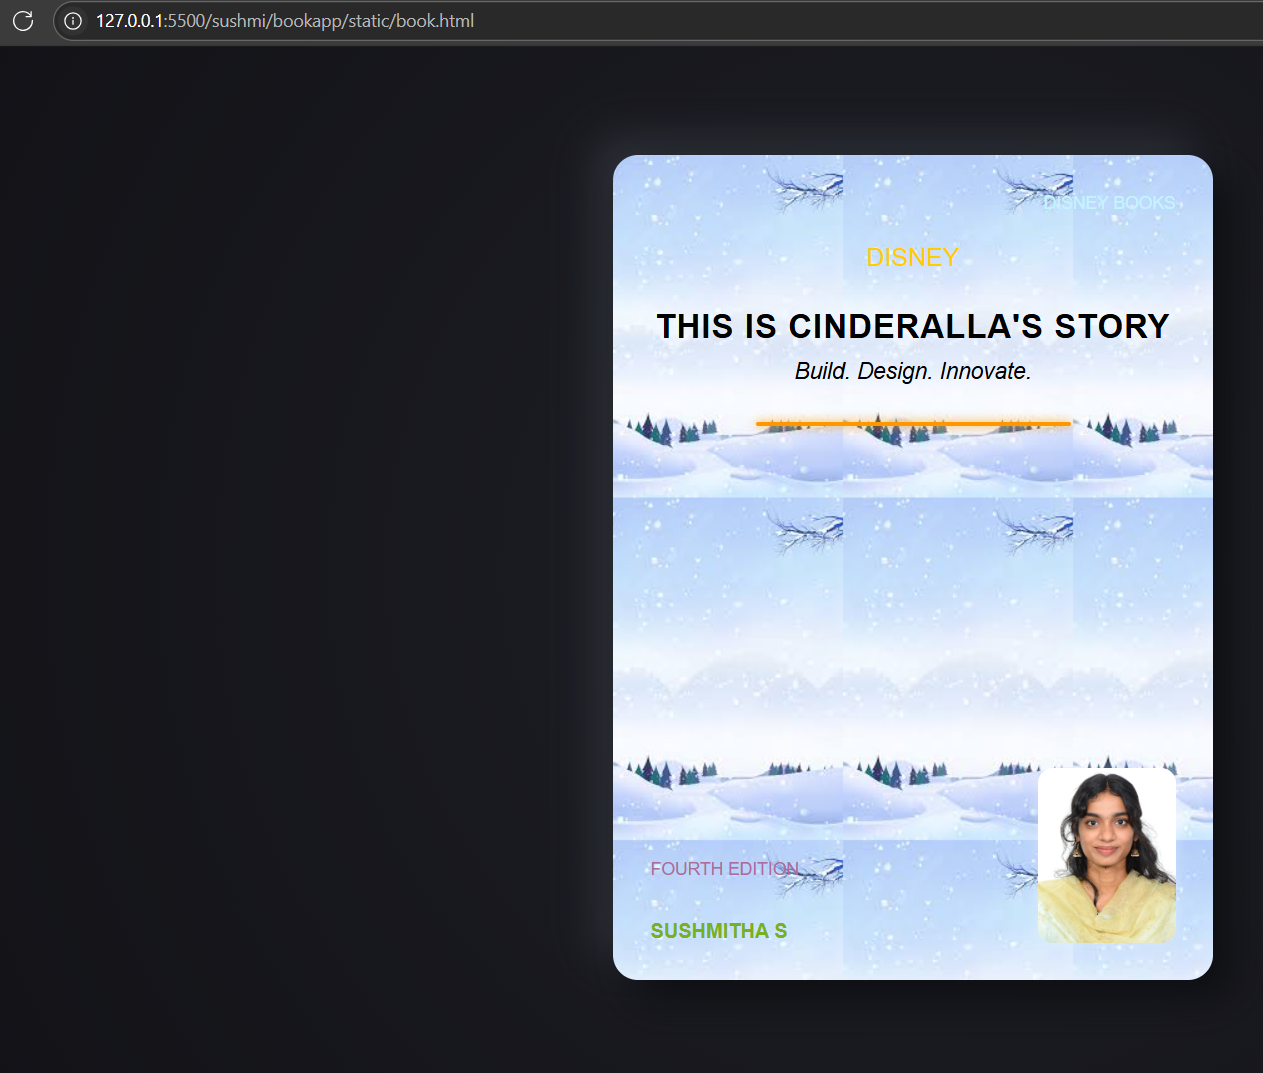 127.0.0.1:5500/sushmi/bookapp/static/book.html
DISNEY BOOKS
DISNEY
THIS IS CINDERALLA'S STORY
Build. Design. Innovate.
FOURTH EDITION
SUSHMITHA S